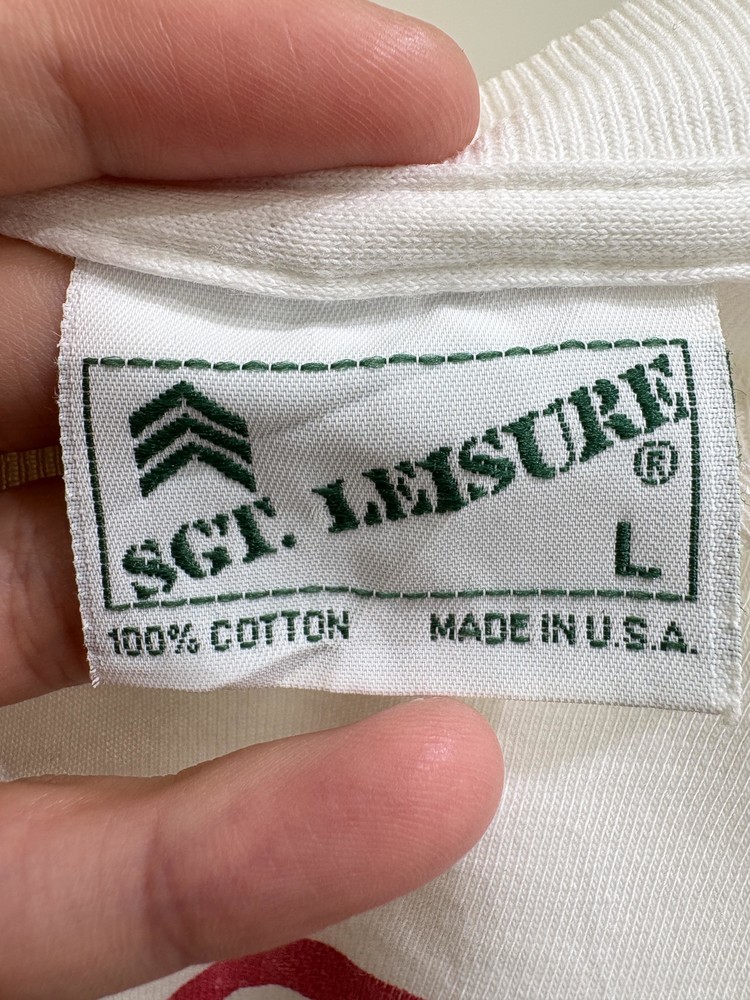 SGT. LEISURE ®
L
100% COTTON MADE IN U.S.A.